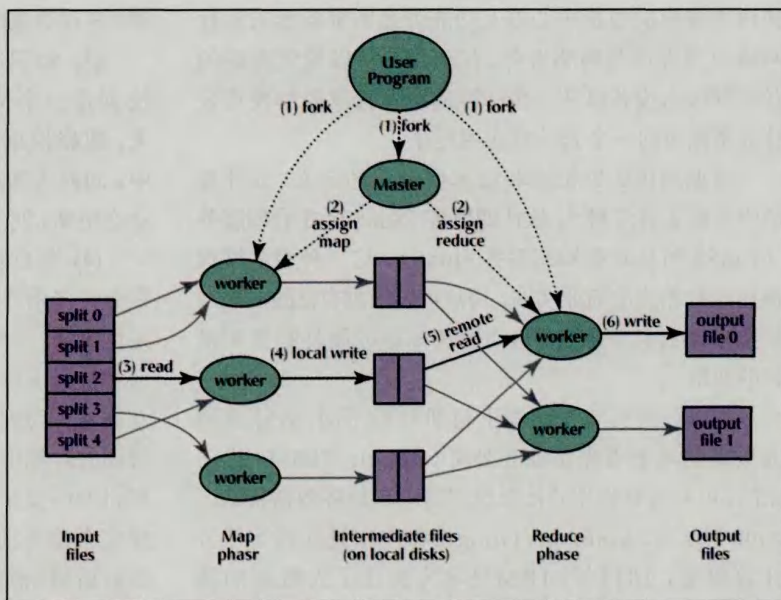 User
Program
(1) fork
(1) fork
(1) fork
Master
(2)
assign
map
(2)
assign
reduce
worker
split 0
split 1
split 2
split 3
split 4
(3) read
worker
(4) local write
(5) remote
read
worker
(6) write
output
file 0
worker
output
file 1
worker
Input
files
Map
phasr
Intermediate files
(on local disks)
Reduce
phase
Output
files